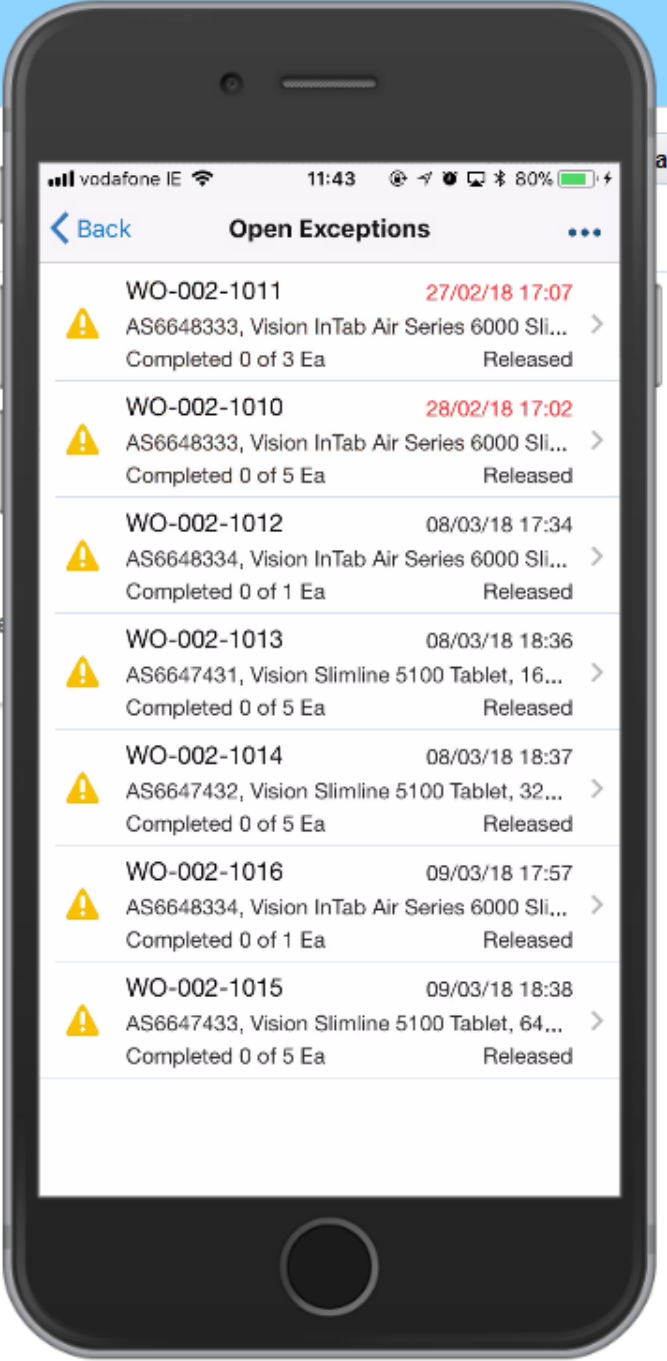 vodafone IE 11:43 80%
Back Open Exceptions
WO-002-1011 27/02/18 17:07
AS6648333, Vision InTab Air Series 6000 Sli...
Completed 0 of 3 Ea Released
WO-002-1010 28/02/18 17:02
AS6648333, Vision InTab Air Series 6000 Sli...
Completed 0 of 5 Ea Released
WO-002-1012 08/03/18 17:34
AS6648334, Vision InTab Air Series 6000 Sli...
Completed 0 of 1 Ea Released
WO-002-1013 08/03/18 18:36
AS6647431, Vision Slimline 5100 Tablet, 16...
Completed 0 of 5 Ea Released
WO-002-1014 08/03/18 18:37
AS6647432, Vision Slimline 5100 Tablet, 32...
Completed 0 of 5 Ea Released
WO-002-1016 09/03/18 17:57
AS6648334, Vision InTab Air Series 6000 Sli...
Completed 0 of 1 Ea Released
WO-002-1015 09/03/18 18:38
AS6647433, Vision Slimline 5100 Tablet, 64...
Completed 0 of 5 Ea Released